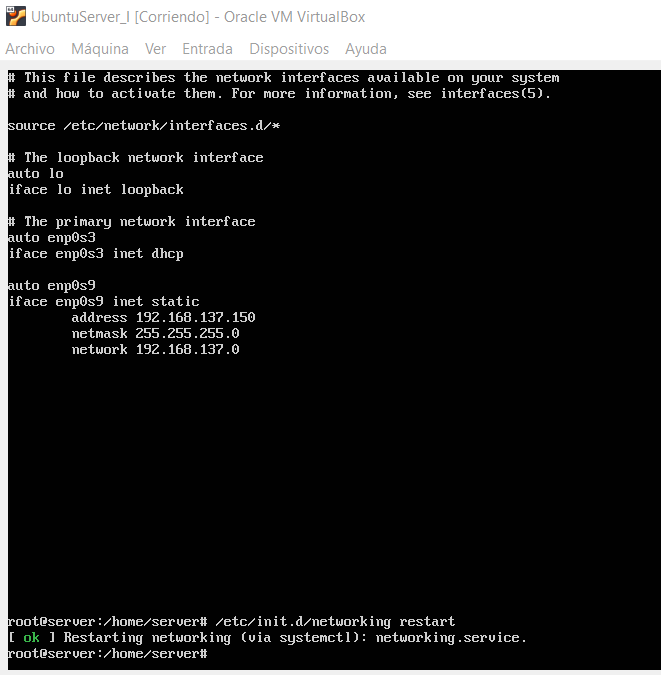 UbuntuServer_I [Corriendo] - Oracle VM VirtualBox
Archivo Máquina Ver Entrada Dispositivos Ayuda
# This file describes the network interfaces available on your system
# and how to activate them. For more information, see interfaces(5).
source /etc/network/interfaces.d/*
# The loopback network interface
auto lo
iface lo inet loopback
# The primary network interface
auto enp0s3
iface enp0s3 inet dhcp
auto enp0s9
iface enp0s9 inet static
address 192.168.137.150
netmask 255.255.255.0
network 192.168.137.0
root@server:/home/server# /etc/init.d/networking restart
[ ok ] Restarting networking (via systemctl): networking.service.
root@server:/home/server#